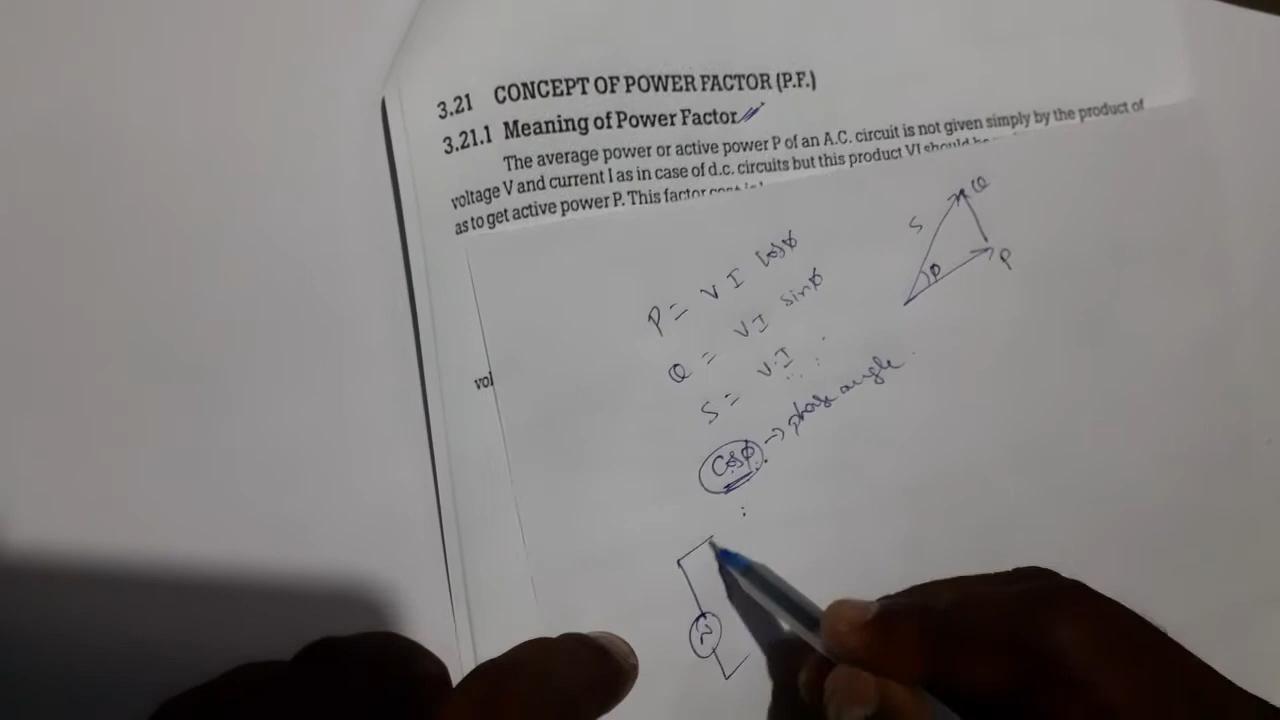 3.21 CONCEPT OF POWER FACTOR (P.F.)
3.21.1 Meaning of Power Factor
The average power or active power P of an A.C. circuit is not given simply by the product of
voltage V and current I as in case of d.c. circuits but this product VI should
as to get active power P. This factor
vol
P = V I Cosϕ
Q = VI Sinϕ
S = V.I
Cosϕ → phase angle.
S
Q
ϕ
P
~